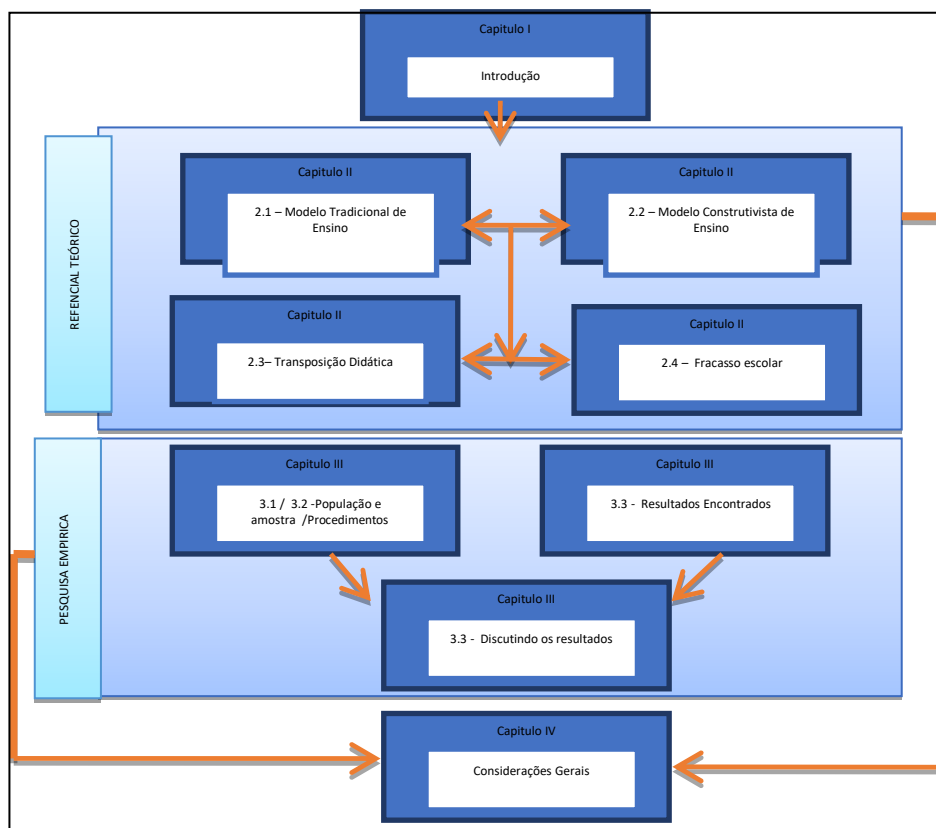 Capitulo I
Introdução
REFENCIAL TEÓRICO
Capitulo II
2.1 – Modelo Tradicional de
Ensino
Capitulo II
2.2 – Modelo Construtivista de
Ensino
Capitulo II
2.3– Transposição Didática
Capitulo II
2.4 –  Fracasso escolar
PESQUISA EMPIRICA
Capitulo III
3.1 /  3.2 -População e
amostra  /Procedimentos
Capitulo III
3.3 -  Resultados Encontrados
Capitulo III
3.3 -  Discutindo os resultados
Capitulo IV
Considerações Gerais